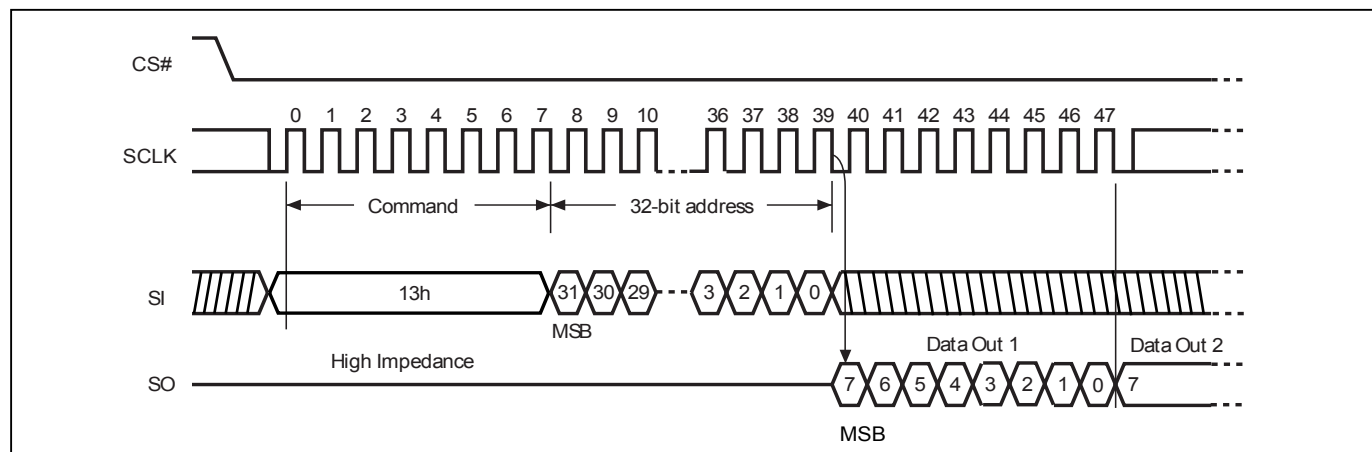 CS#
0 1 2 3 4 5 6 7 8 9 10 36 37 38 39 40 41 42 43 44 45 46 47
SCLK
Command 32-bit address
SI 13h 31 30 29 3 2 1 0
MSB
High Impedance Data Out 1 Data Out 2
SO 7 6 5 4 3 2 1 0 7
MSB